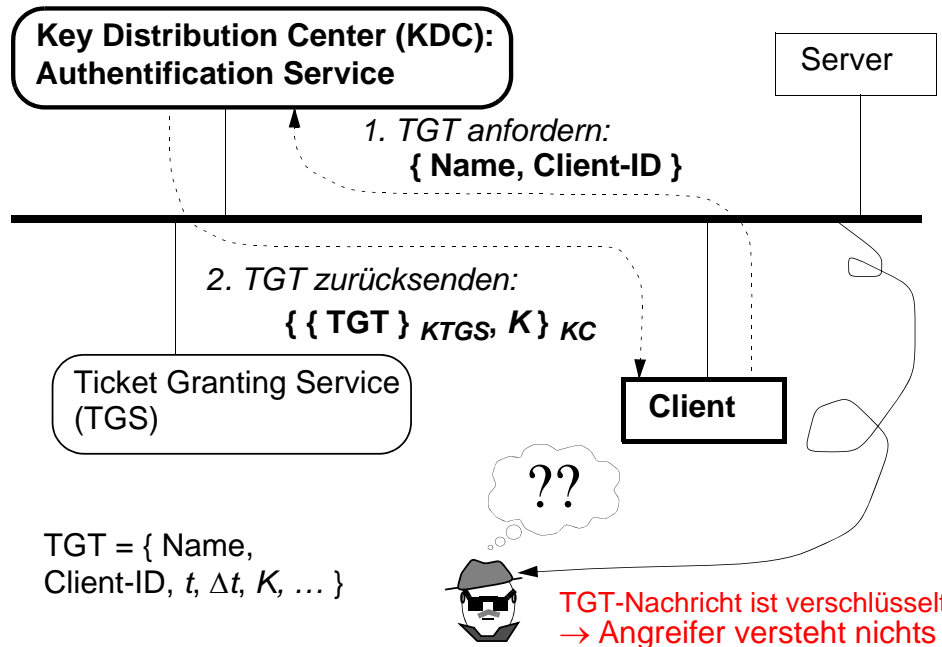 Key Distribution Center (KDC):
Authentification Service
Server
1. TGT anfordern:
{ Name, Client-ID }
2. TGT zurücksenden:
{ { TGT } KTGS, K } KC
Ticket Granting Service
(TGS)
Client
??
TGT = { Name,
Client-ID, t, Δt, K, … }
TGT-Nachricht ist verschlüsselt
→ Angreifer versteht nichts